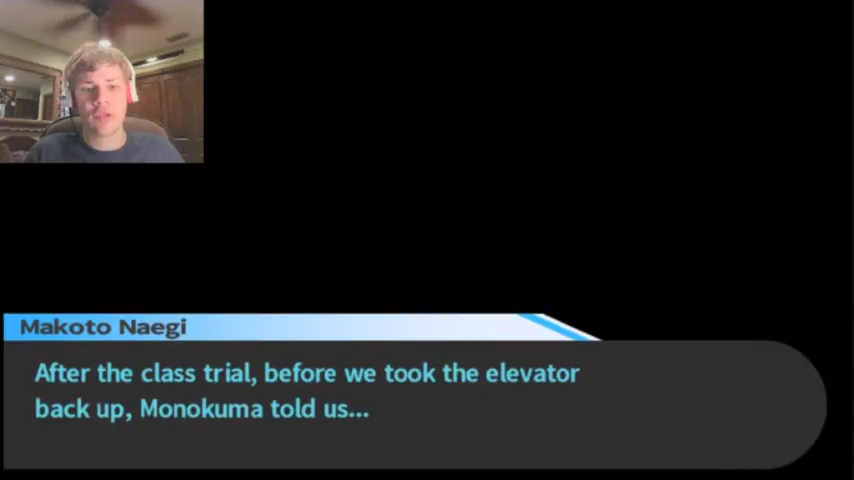 Makoto Naegi
After the class trial, before we took the elevator
back up, Monokuma told us...